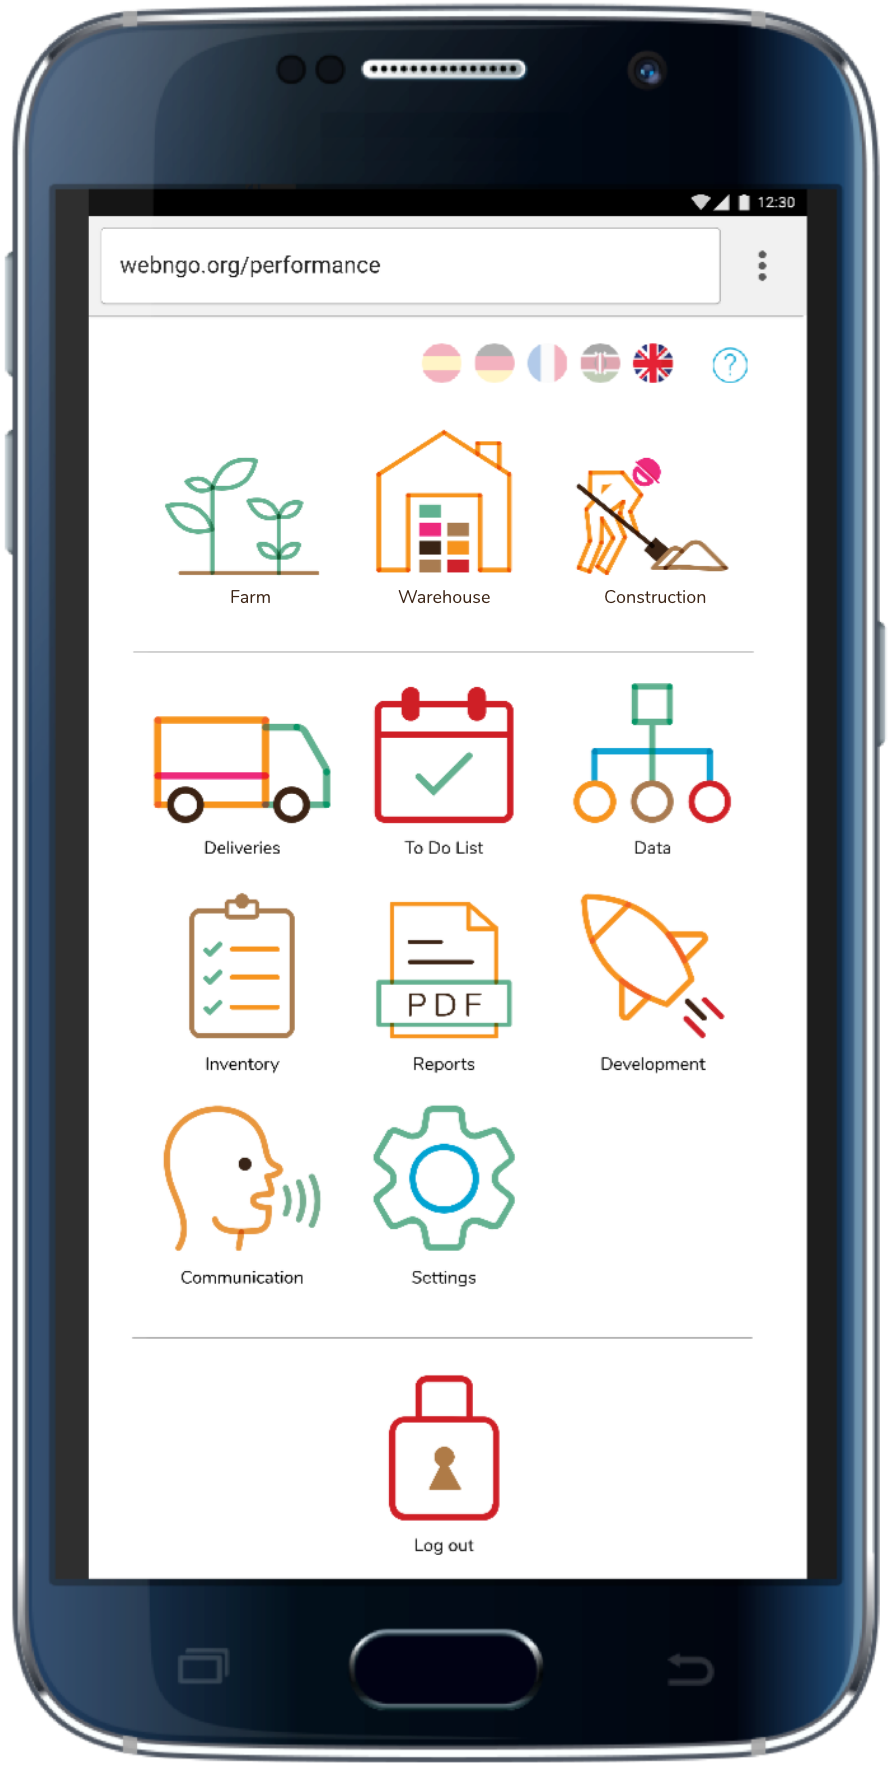 12:30
webngo.org/performance
?
Farm Warehouse Construction
Deliveries To Do List Data
PDF
Inventory Reports Development
Communication Settings
Log out